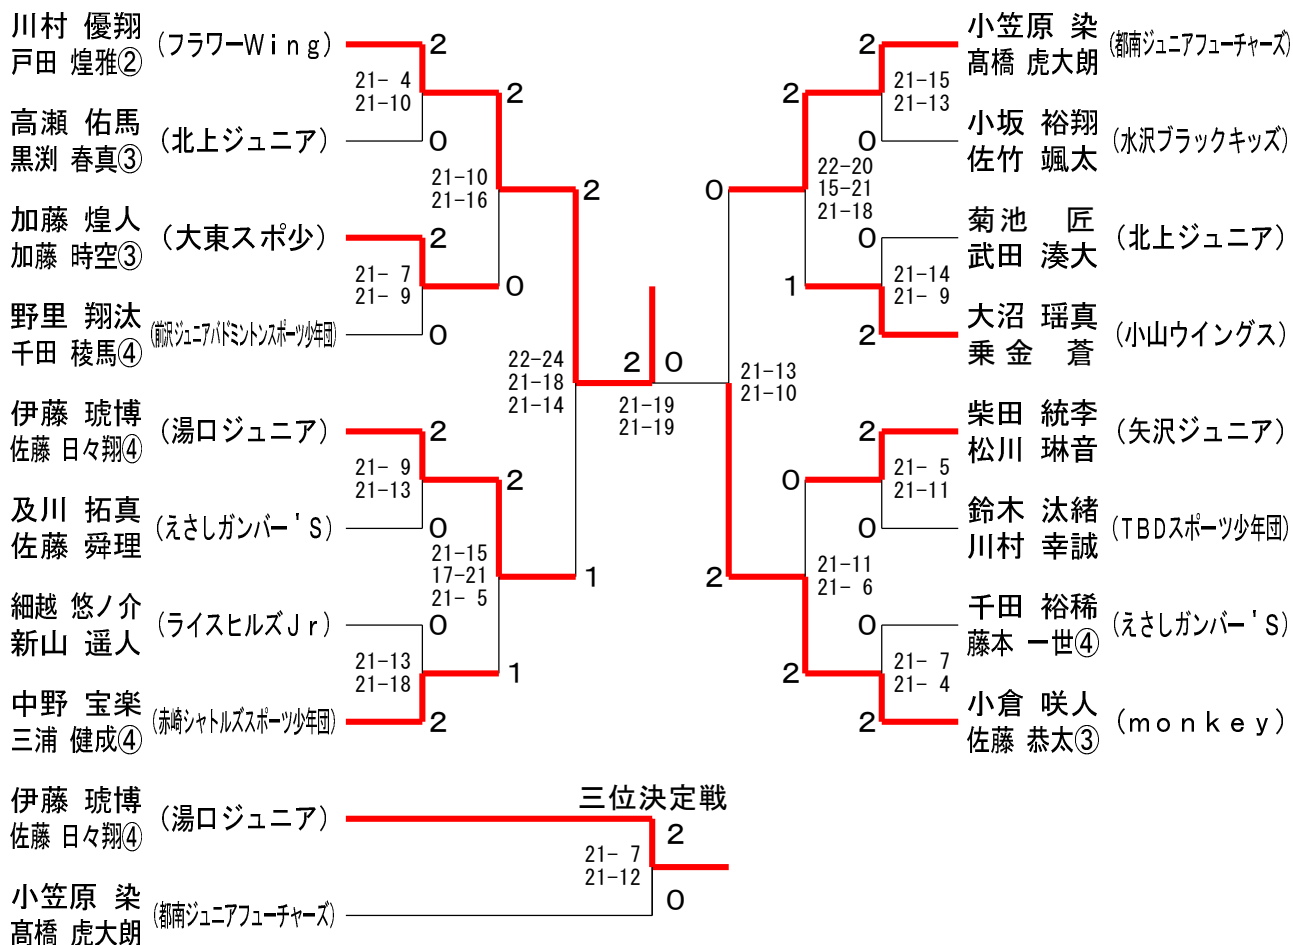 川村 優翔
戸田 煌雅②
(フラワーWing)
2
21- 4
21-10
2
高瀬 佑馬
黒渕 春真③
(北上ジュニア)
0
21-10
21-16
2
加藤 煌人
加藤 時空③
(大東スポ少)
2
21- 7
21- 9
0
野里 翔汰
千田 稜馬④
(前沢ジュニアバドミントンスポーツ少年団)
0
22-24
21-18
21-14
2
0
21-19
21-19
伊藤 琥博
佐藤 日々翔④
(湯口ジュニア)
2
21- 9
21-13
2
及川 拓真
佐藤 舜理
(えさしガンバー'S)
0
21-15
17-21
21- 5
1
細越 悠ノ介
新山 遥人
(ライスヒルズJr)
0
21-13
21-18
1
中野 宝楽
三浦 健成④
(赤崎シャトルズスポーツ少年団)
2
小笠原 染
髙橋 虎大朗
(都南ジュニアフューチャーズ)
2
21-15
21-13
2
小坂 裕翔
佐竹 颯太
(水沢ブラックキッズ)
0
22-20
15-21
21-18
0
菊池 匠
武田 湊大
(北上ジュニア)
0
21-14
21- 9
1
大沼 瑶真
乗金 蒼
(小山ウイングス)
2
21-13
21-10
柴田 統李
松川 琳音
(矢沢ジュニア)
2
21- 5
21-11
0
鈴木 汰緒
川村 幸誠
(TBDスポーツ少年団)
0
21-11
21- 6
2
千田 裕稀
藤本 一世④
(えさしガンバー'S)
0
21- 7
21- 4
2
小倉 咲人
佐藤 恭太③
(monkey)
2
三位決定戦
伊藤 琥博
佐藤 日々翔④
(湯口ジュニア)
2
21- 7
21-12
小笠原 染
髙橋 虎大朗
(都南ジュニアフューチャーズ)
0